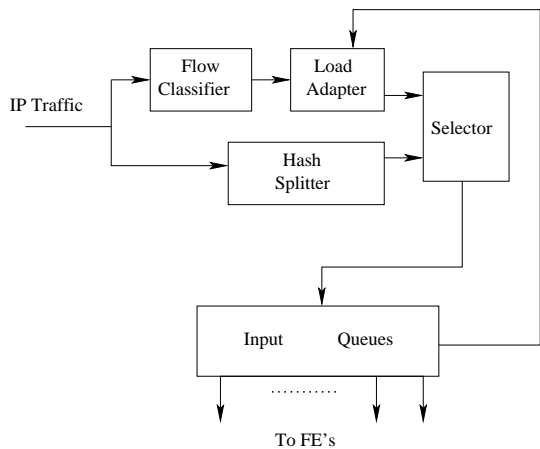 Flow
Classifier
Load
Adapter
IP Traffic
Selector
Hash
Splitter
Input Queues
...........
To FE's